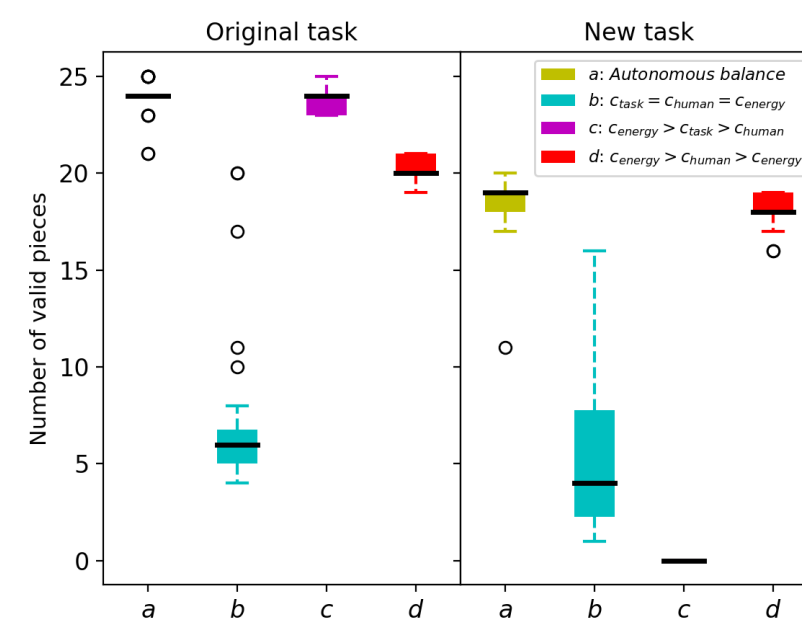 Original task
New task
Number of valid pieces
25
20
15
10
5
0
a: Autonomous balance
b: c_task = c_human = c_energy
c: c_energy > c_task > c_human
d: c_energy > c_human > c_energy
a b c d a b c d